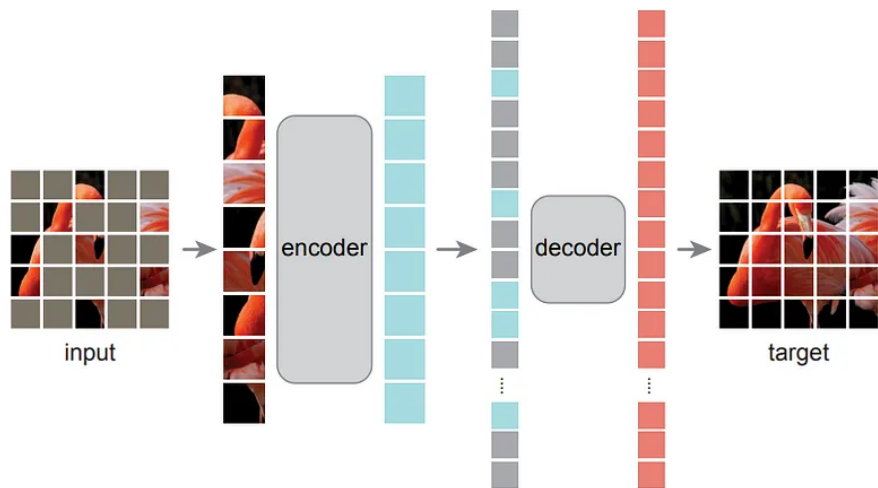 input
encoder
decoder
target